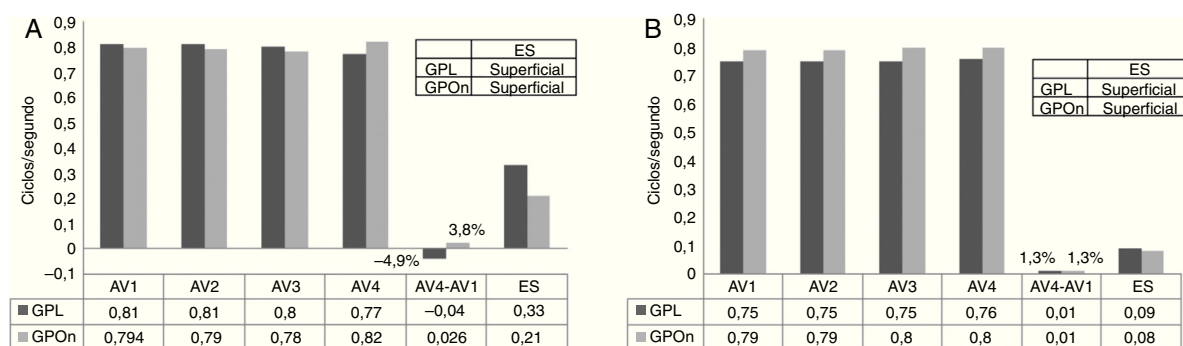 A
Ciclos/segundo
0,9
0,8
0,7
0,6
0,5
0,4
0,3
0,2
0,1
0
–0,1
ES
GPL Superficial
GPOn Superficial
–4,9%
3,8%
AV1 AV2 AV3 AV4 AV4-AV1 ES
GPL 0,81 0,81 0,8 0,77 –0,04 0,33
GPOn 0,794 0,79 0,78 0,82 0,026 0,21
B
Ciclos/segundo
0,9
0,8
0,7
0,6
0,5
0,4
0,3
0,2
0,1
0
ES
GPL Superficial
GPOn Superficial
1,3% 1,3%
AV1 AV2 AV3 AV4 AV4-AV1 ES
GPL 0,75 0,75 0,75 0,76 0,01 0,09
GPOn 0,79 0,79 0,8 0,8 0,01 0,08